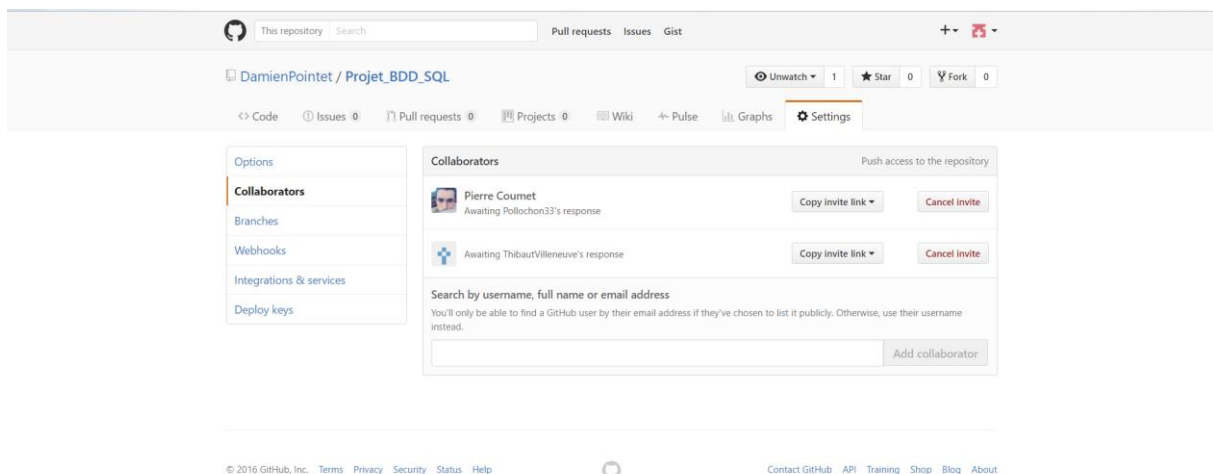 This repository Search Pull requests Issues Gist
DamienPointet / Projet_BDD_SQL Unwatch 1 Star 0 Fork 0
Code Issues 0 Pull requests 0 Projects 0 Wiki Pulse Graphs Settings
Options
Collaborators
Branches
Webhooks
Integrations & services
Deploy keys
Collaborators Push access to the repository
Pierre Coumet
Awaiting Pollochon33's response
Copy invite link Cancel invite
Awaiting ThibautVilleneuve's response
Copy invite link Cancel invite
Search by username, full name or email address
You'll only be able to find a GitHub user by their email address if they've chosen to list it publicly. Otherwise, use their username
instead.
Add collaborator
© 2016 GitHub, Inc. Terms Privacy Security Status Help Contact GitHub API Training Shop Blog About